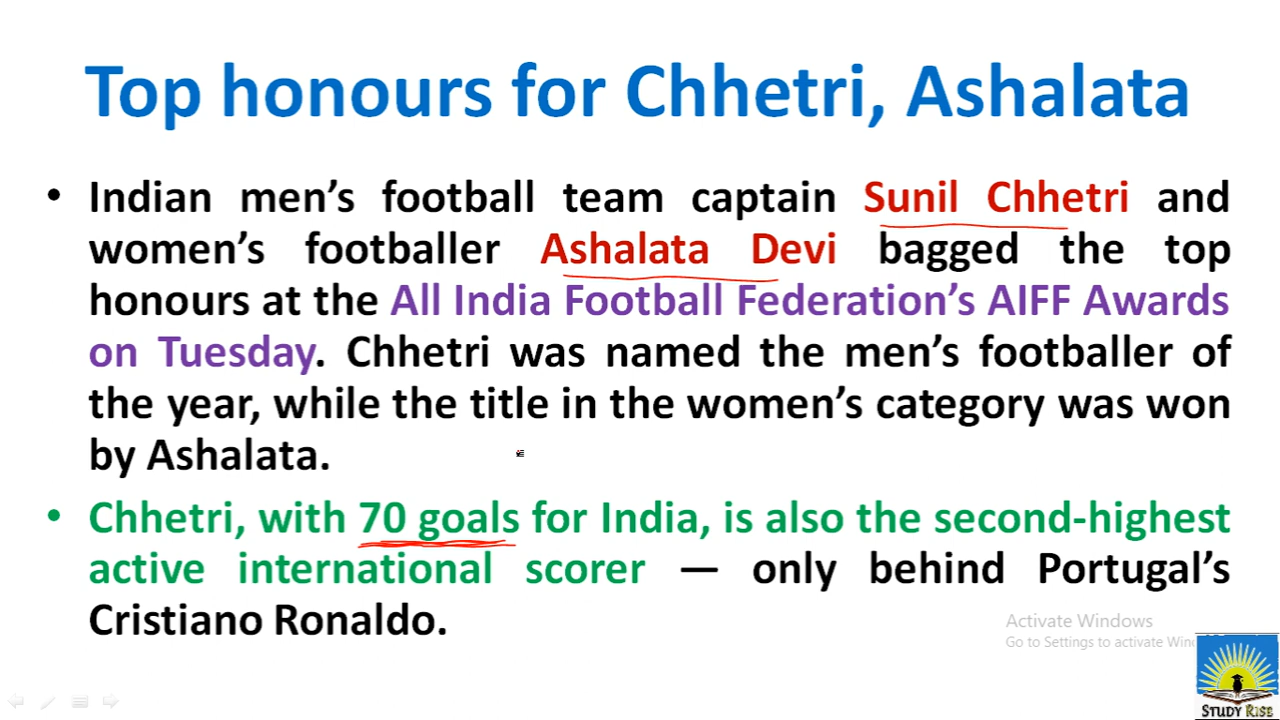 Top honours for Chhetri, Ashalata
• Indian men’s football team captain Sunil Chhetri and
women’s footballer Ashalata Devi bagged the top
honours at the All India Football Federation’s AIFF Awards
on Tuesday. Chhetri was named the men’s footballer of
the year, while the title in the women’s category was won
by Ashalata.
• Chhetri, with 70 goals for India, is also the second-highest
active international scorer — only behind Portugal’s
Cristiano Ronaldo.
Activate Windows
Go to Settings to activate
STUDY RISE